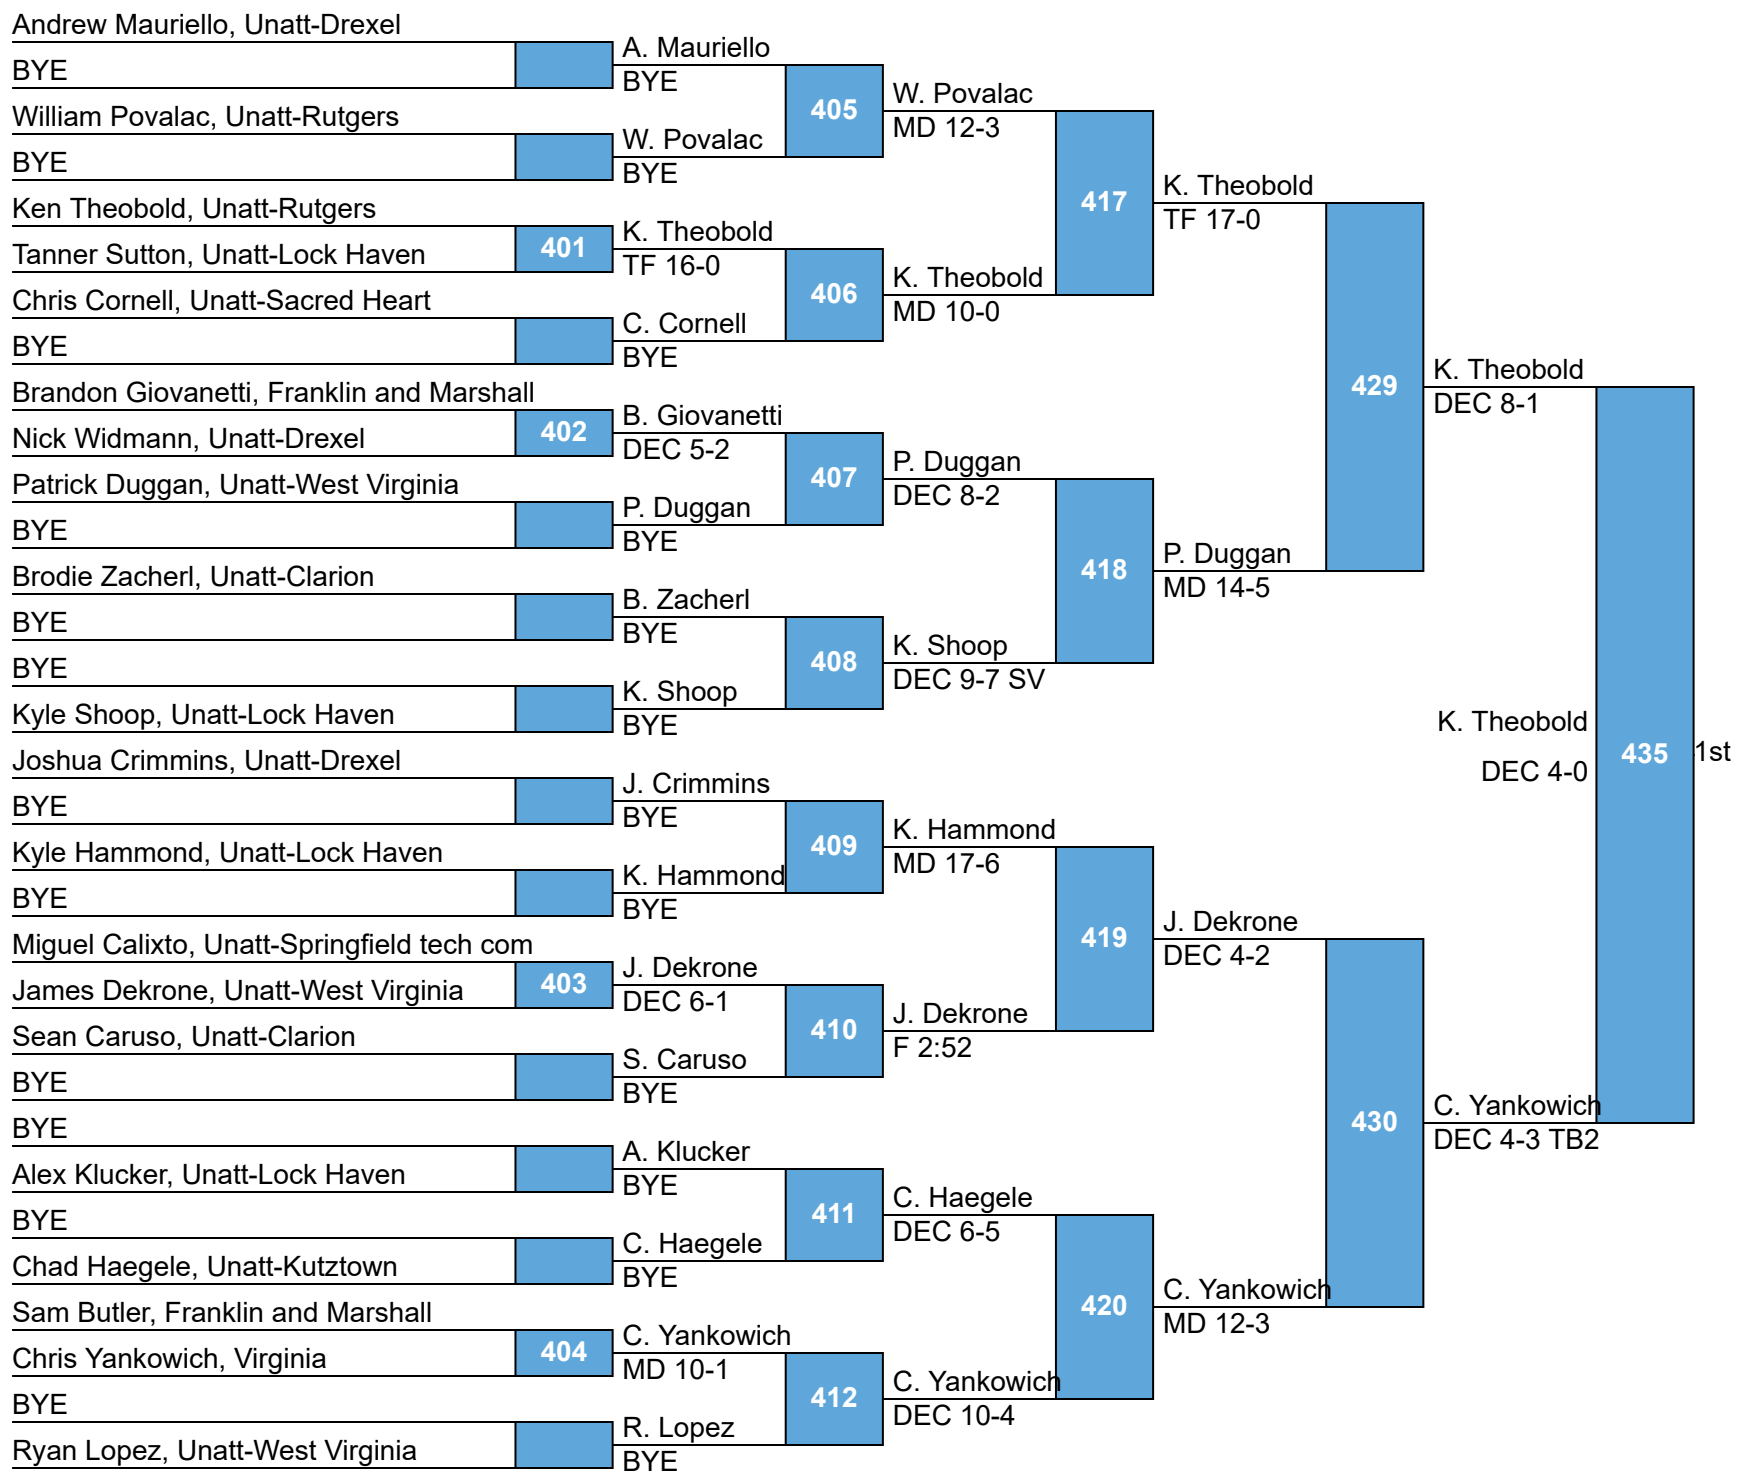 Andrew Mauriello, Unatt-Drexel
BYE
William Povalac, Unatt-Rutgers
BYE
Ken Theobold, Unatt-Rutgers
Tanner Sutton, Unatt-Lock Haven
401
Chris Cornell, Unatt-Sacred Heart
BYE
Brandon Giovanetti, Franklin and Marshall
Nick Widmann, Unatt-Drexel
402
Patrick Duggan, Unatt-West Virginia
BYE
Brodie Zacherl, Unatt-Clarion
BYE
BYE
Kyle Shoop, Unatt-Lock Haven
Joshua Crimmins, Unatt-Drexel
BYE
Kyle Hammond, Unatt-Lock Haven
BYE
Miguel Calixto, Unatt-Springfield tech com
James Dekrone, Unatt-West Virginia
403
Sean Caruso, Unatt-Clarion
BYE
BYE
Alex Klucker, Unatt-Lock Haven
BYE
Chad Haegele, Unatt-Kutztown
Sam Butler, Franklin and Marshall
Chris Yankowich, Virginia
404
BYE
Ryan Lopez, Unatt-West Virginia
A. Mauriello
BYE
405
W. Povalac
BYE
K. Theobold
TF 16-0
406
C. Cornell
BYE
B. Giovanetti
DEC 5-2
407
P. Duggan
BYE
B. Zacherl
BYE
408
K. Shoop
BYE
J. Crimmins
BYE
409
K. Hammond
BYE
J. Dekrone
DEC 6-1
410
S. Caruso
BYE
A. Klucker
BYE
411
C. Haegele
BYE
C. Yankowich
MD 10-1
412
R. Lopez
BYE
W. Povalac
MD 12-3
417
K. Theobold
MD 10-0
P. Duggan
DEC 8-2
418
K. Shoop
DEC 9-7 SV
K. Hammond
MD 17-6
419
J. Dekrone
F 2:52
C. Haegele
DEC 6-5
420
C. Yankowich
DEC 10-4
K. Theobold
TF 17-0
429
P. Duggan
MD 14-5
J. Dekrone
DEC 4-2
430
C. Yankowich
MD 12-3
K. Theobold
DEC 8-1
K. Theobold
DEC 4-0
435
1st
C. Yankowich
DEC 4-3 TB2